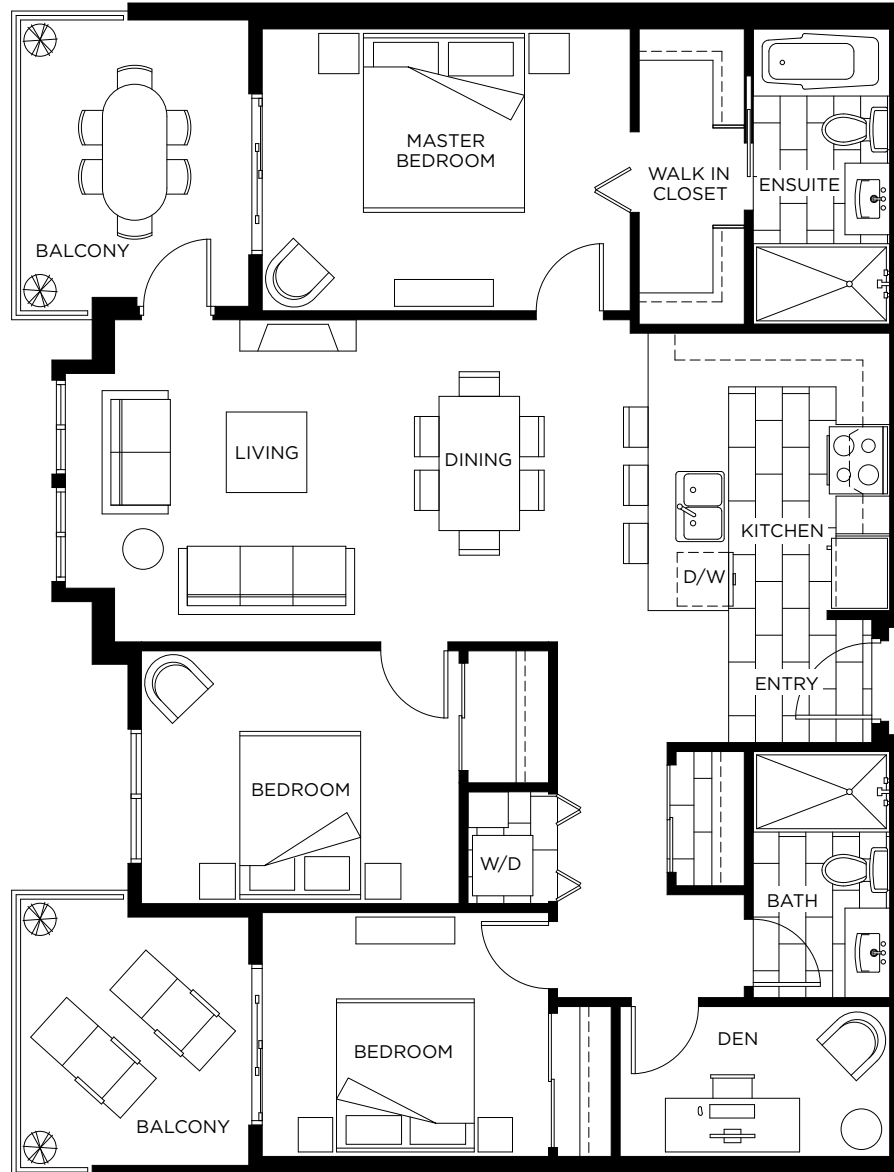 MASTER
BEDROOM
WALK IN
CLOSET
ENSUITE
BALCONY
LIVING
DINING
KITCHEN
D/W
ENTRY
BEDROOM
W/D
BATH
BEDROOM
DEN
BALCONY